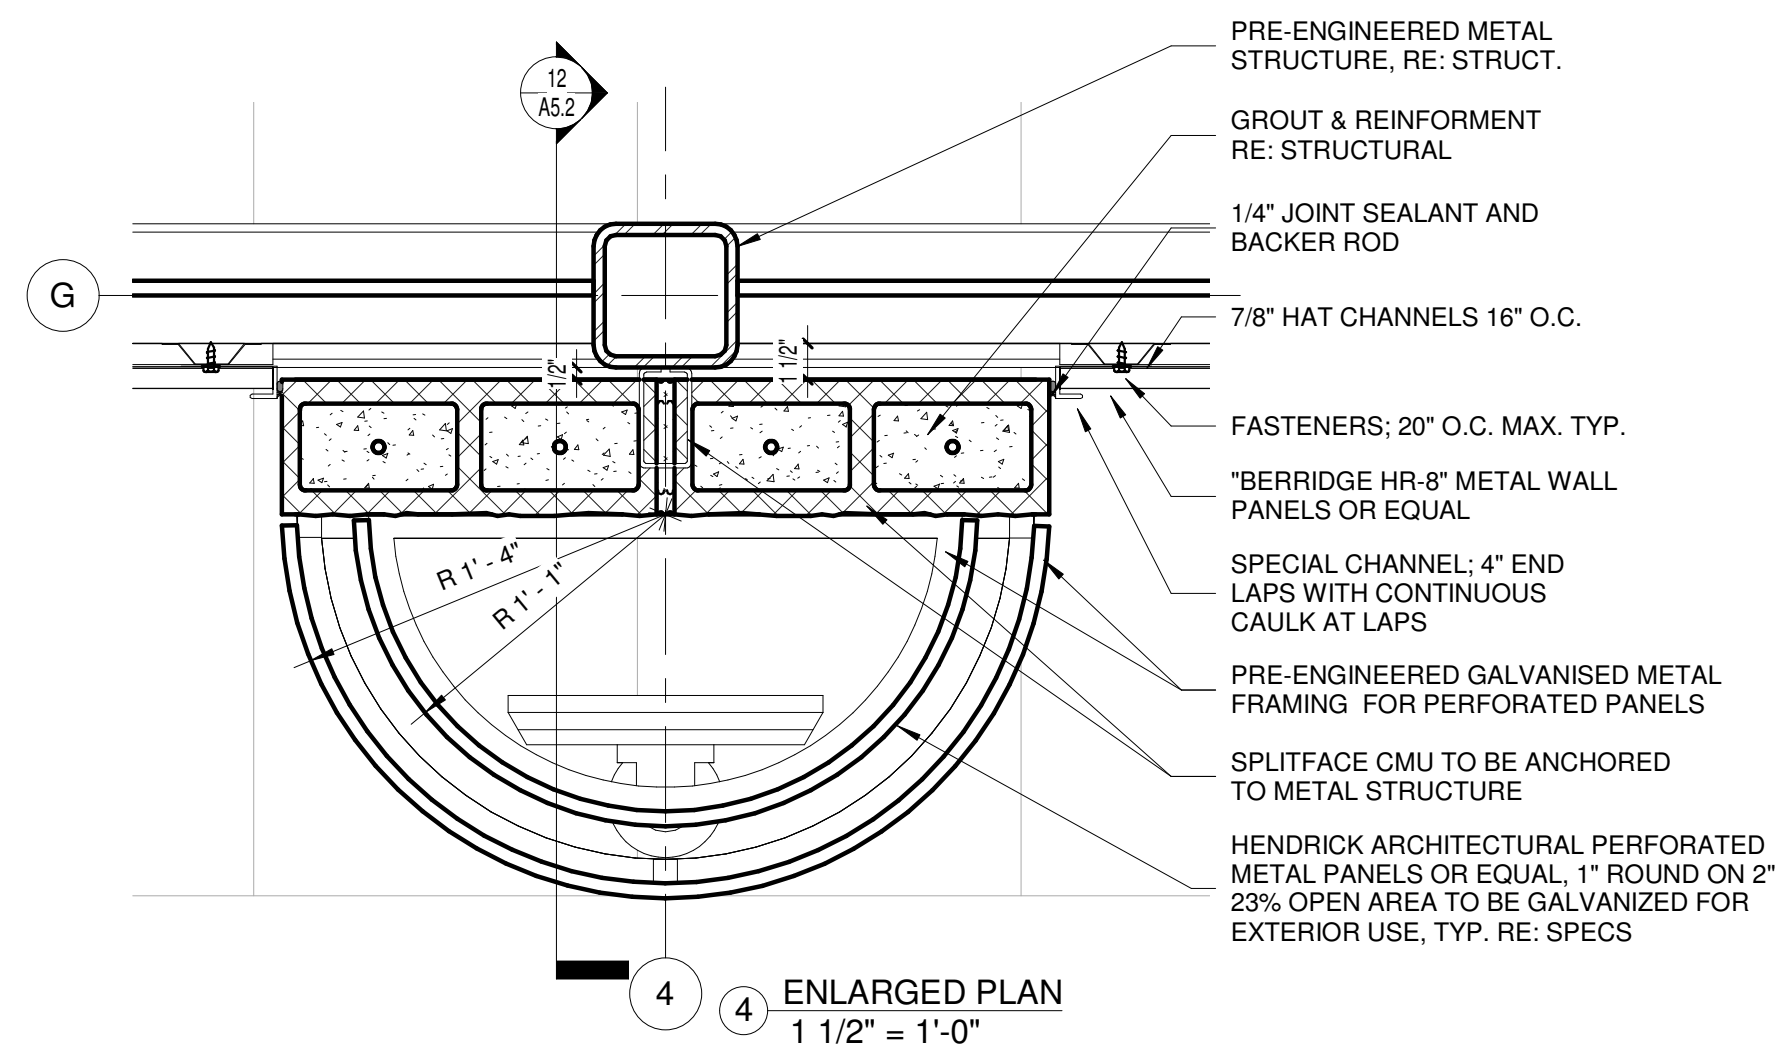 12
A5.2
PRE-ENGINEERED METAL
STRUCTURE, RE: STRUCT.
GROUT & REINFORMENT
RE: STRUCTURAL
1/4" JOINT SEALANT AND
BACKER ROD
G
7/8" HAT CHANNELS 16" O.C.
1/2"
1 1/2"
FASTENERS; 20" O.C. MAX. TYP.
"BERRIDGE HR-8" METAL WALL
PANELS OR EQUAL
SPECIAL CHANNEL; 4" END
LAPS WITH CONTINUOUS
CAULK AT LAPS
R 1' - 4"
R 1' - 1"
PRE-ENGINEERED GALVANISED METAL
FRAMING FOR PERFORATED PANELS
SPLITFACE CMU TO BE ANCHORED
TO METAL STRUCTURE
HENDRICK ARCHITECTURAL PERFORATED
METAL PANELS OR EQUAL, 1" ROUND ON 2"
23% OPEN AREA TO BE GALVANIZED FOR
EXTERIOR USE, TYP. RE: SPECS
4
4 ENLARGED PLAN
1 1/2" = 1'-0"